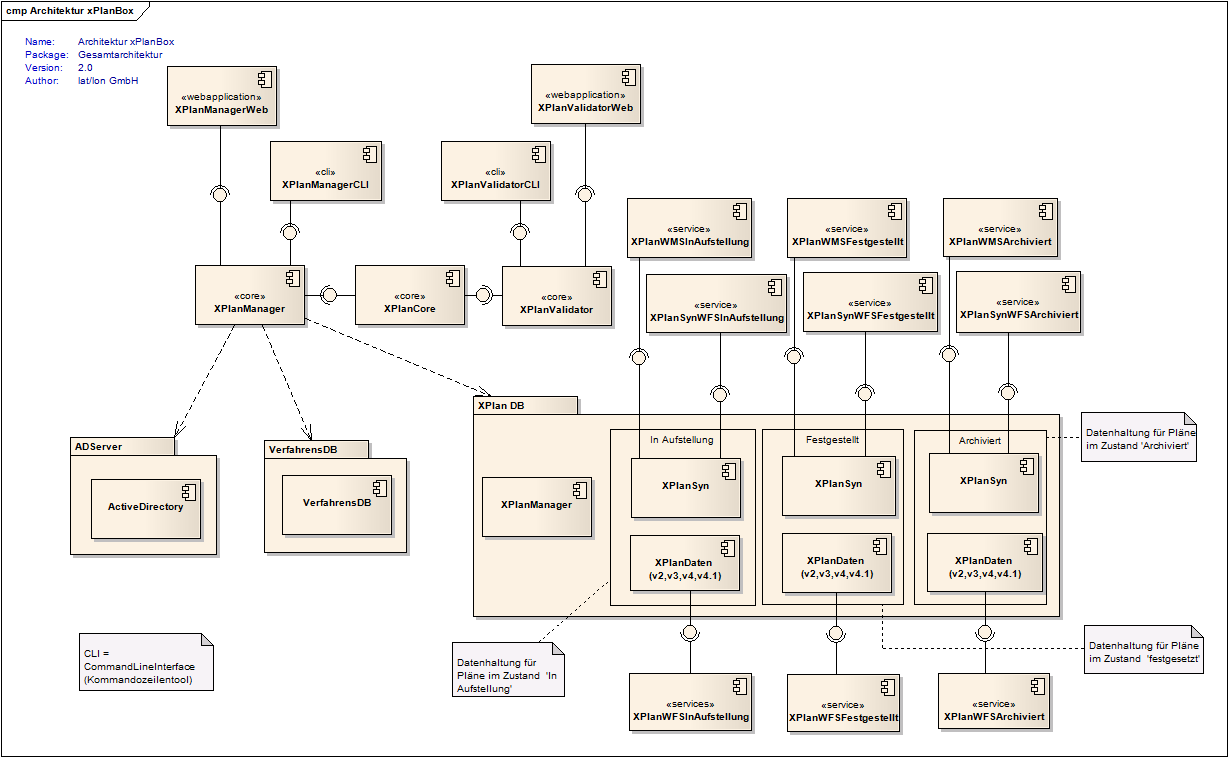 cmp Architektur xPlanBox
Name: Architektur xPlanBox
Package: Gesamtarchitektur
Version: 2.0
Author: lat/lon GmbH
«webapplication»
XPlanManagerWeb
«webapplication»
XPlanValidatorWeb
«cli»
XPlanManagerCLI
«cli»
XPlanValidatorCLI
«service»
XPlanWMSInAufstellung
«service»
XPlanWMSFestgestellt
«service»
XPlanWMSArchiviert
«core»
XPlanManager
«core»
XPlanCore
«core»
XPlanValidator
«service»
XPlanSynWFSInAufstellung
«service»
XPlanSynWFSFestgestellt
«service»
XPlanSynWFSArchiviert
XPlan DB
ADServer
ActiveDirectory
VerfahrensDB
VerfahrensDB
XPlanManager
In Aufstellung
XPlanSyn
XPlanDaten
(v2,v3,v4,v4.1)
Festgestellt
XPlanSyn
XPlanDaten
(v2,v3,v4,v4.1)
Archiviert
XPlanSyn
XPlanDaten
(v2,v3,v4,v4.1)
Datenhaltung für Pläne
im Zustand 'Archiviert'
CLI =
CommandLineInterface
(Kommandozeilentool)
Datenhaltung für
Pläne im Zustand 'In
Aufstellung'
Datenhaltung für Pläne
im Zustand 'festgesetzt'
«services»
XPlanWFSInAufstellung
«service»
XPlanWFSFestgestellt
«service»
XPlanWFSArchiviert